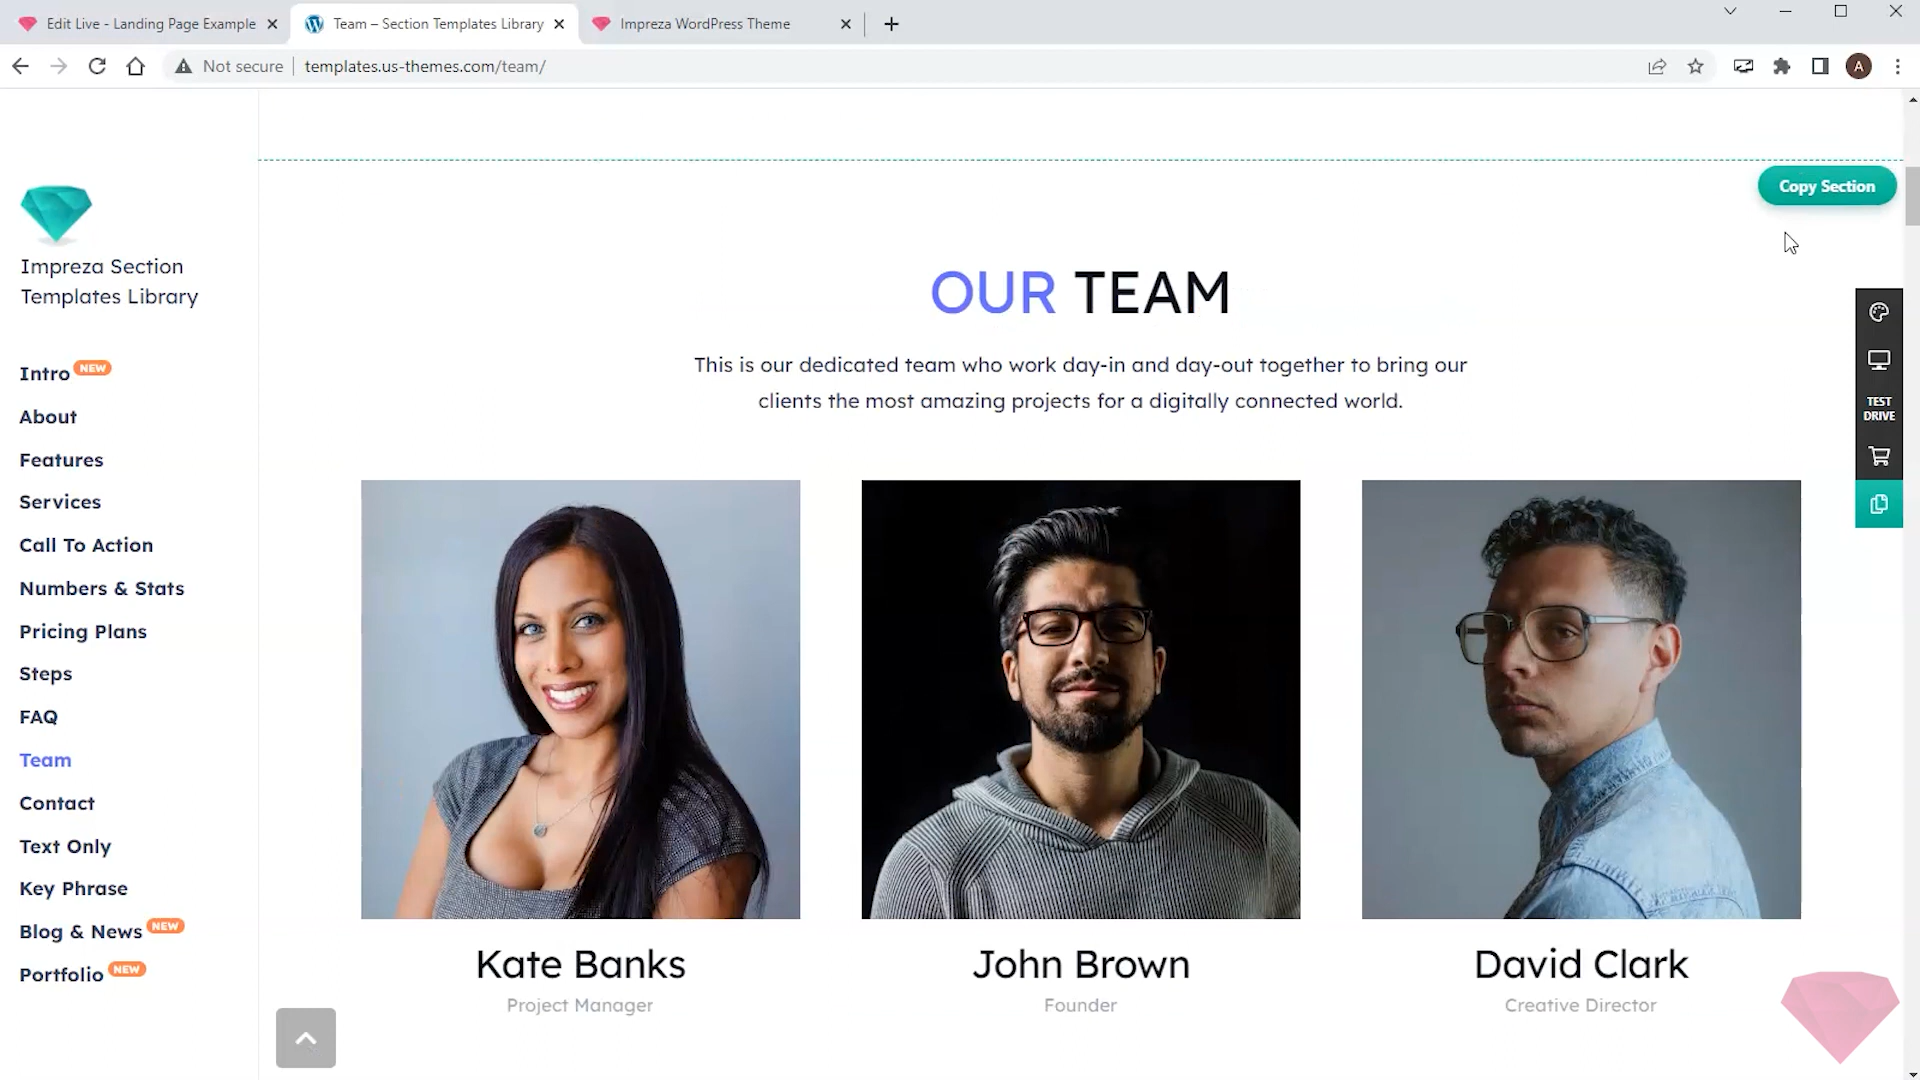 Edit Live - Landing Page Example
Team – Section Templates Library
Impreza WordPress Theme
Not secure
templates.us-themes.com/team/
A
Copy Section
Impreza Section
Templates Library
Intro NEW
About
Features
Services
Call To Action
Numbers & Stats
Pricing Plans
Steps
FAQ
Team
Contact
Text Only
Key Phrase
Blog & News NEW
Portfolio NEW
OUR TEAM
This is our dedicated team who work day-in and day-out together to bring our
clients the most amazing projects for a digitally connected world.
TEST
DRIVE
Kate Banks
Project Manager
John Brown
Founder
David Clark
Creative Director